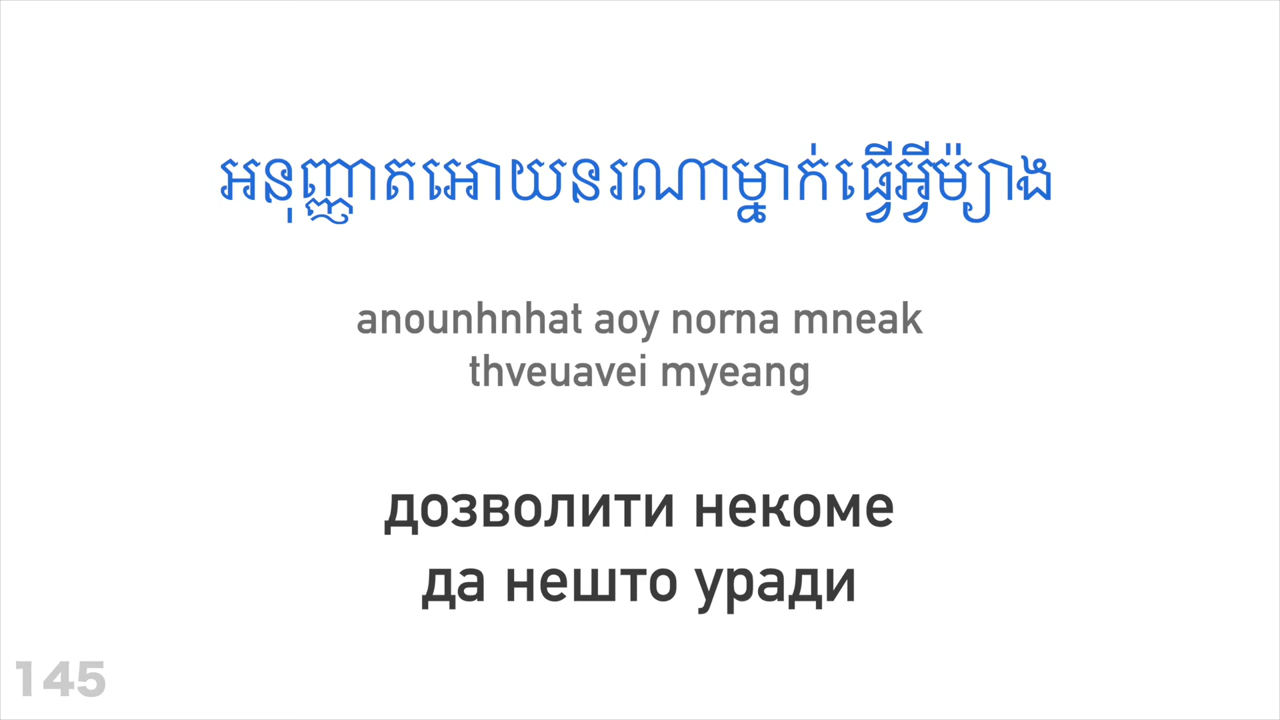 អនុញ្ញាតអោយនរណាម្នាក់ធ្វើអ្វីម៉្យាង
anounhnhat aoy norna mneak
thveuavei myeang
дозволити некоме
да нешто уради
145